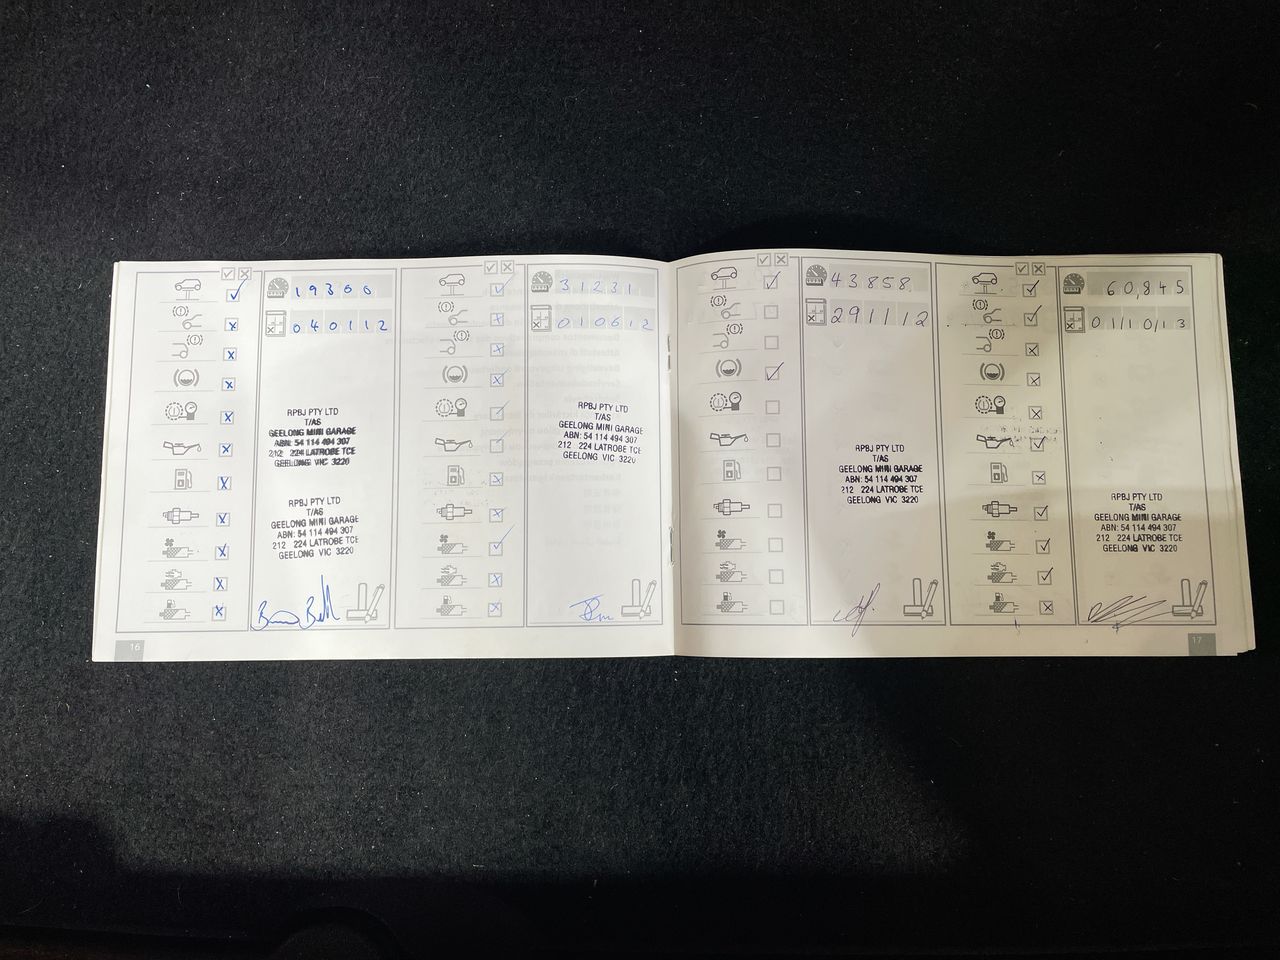 19300
040112
RPBJ PTY LTD
T/AS
GEELONG MINI GARAGE
ABN: 54 114 494 307
212 224 LATROBE TCE
GEELONG VIC 3220
RPBJ PTY LTD
T/AS
GEELONG MINI GARAGE
ABN: 54 114 494 307
212 224 LATROBE TCE
GEELONG VIC 3220
16
31231
010612
RPBJ PTY LTD
T/AS
GEELONG MINI GARAGE
ABN: 54 114 494 307
212 224 LATROBE TCE
GEELONG VIC 3220
43858
291112
RPBJ PTY LTD
T/AS
GEELONG MINI GARAGE
ABN: 54 114 494 307
212 224 LATROBE TCE
GEELONG VIC 3220
60,845
01/10/13
RPBJ PTY LTD
T/AS
GEELONG MINI GARAGE
ABN: 54 114 494 307
212 224 LATROBE TCE
GEELONG VIC 3220
17